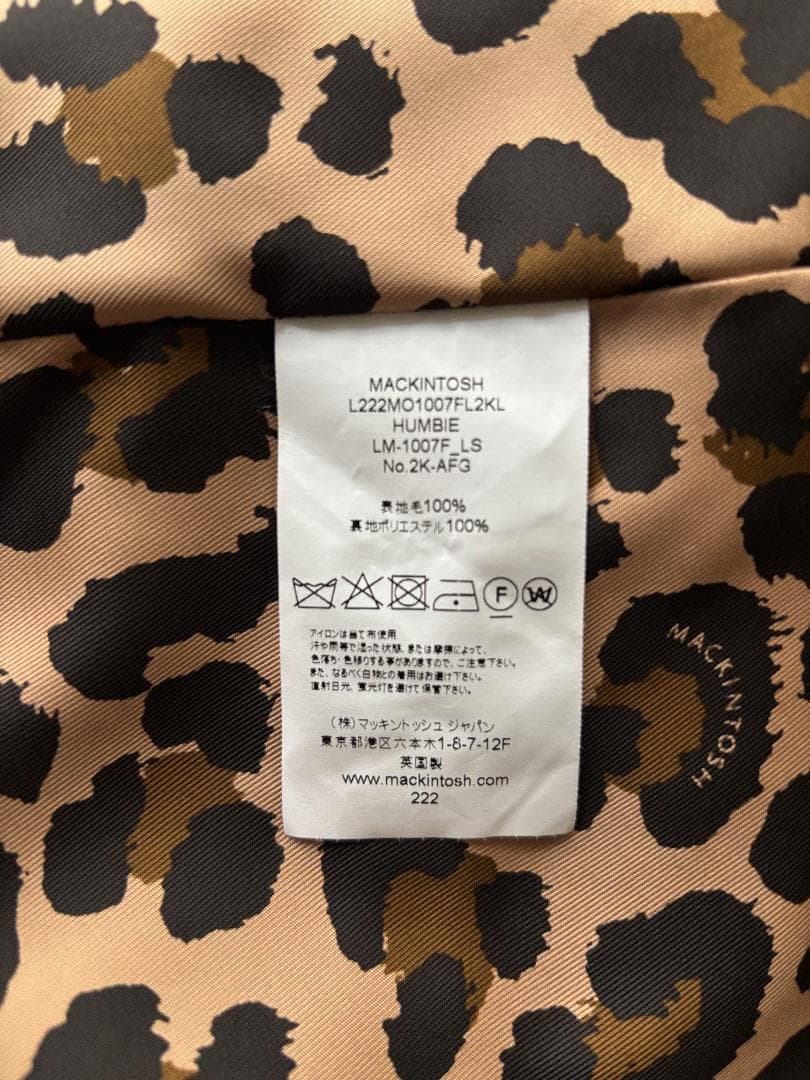 MACKINTOSH
L222MO1007FL2KL
HUMBIE
LM-1007F_LS
No.2K-AFG
表地毛100%
裏地ポリエステル100%
F
W
アイロンは当て布使用
汗や雨等で湿った状態、または摩擦によって、
色落ち・色移りする事がありますので、ご注意下さい。
また、なるべく白物との着用はお避け下さい。
直射日光、蛍光灯を避けて保管下さい。
(株)マッキントッシュ ジャパン
東京都港区六本木1-8-7-12F
英国製
www.mackintosh.com
222
MACKINTOSH